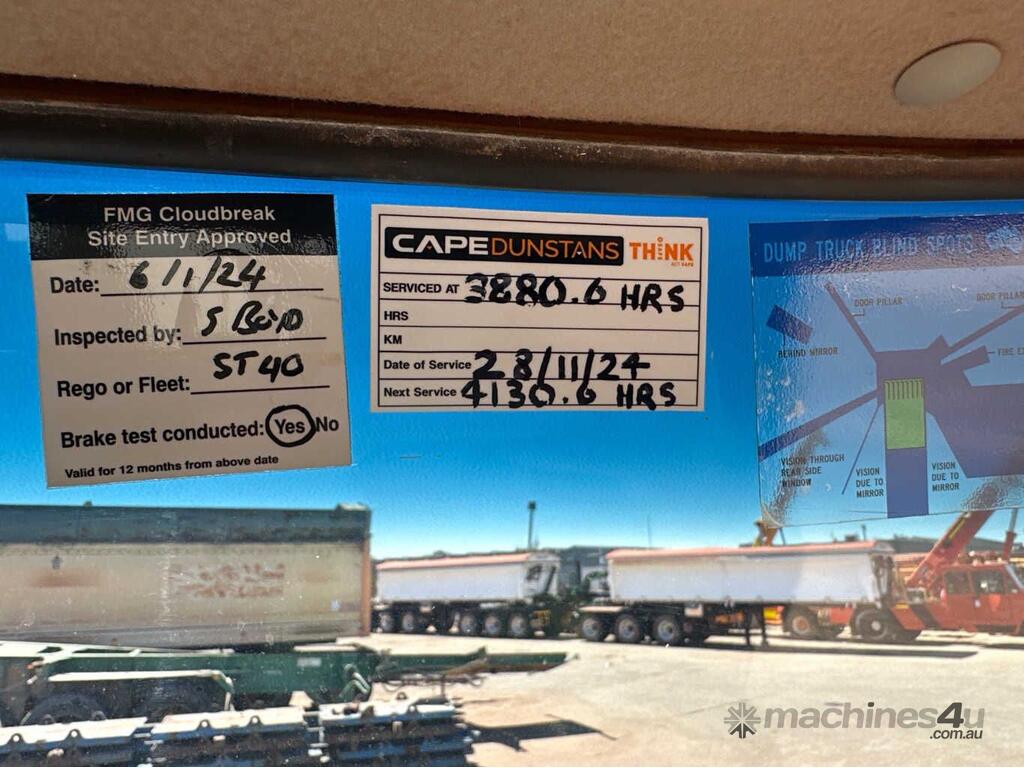 FMG Cloudbreak
Site Entry Approved
Date: 6/1/24
Inspected by:
Rego or Fleet: ST40
Brake test conducted: Yes No
Valid for 12 months from above date
CAPE DUNSTANS THINK
SERVICED AT 3880.6 HRS
HRS
KM
Date of Service 28/11/24
Next Service 4130.6 HRS
DUMP TRUCK BLIND SPOTS
DOOR PILLAR
DOOR PILLAR
BEHIND MIRROR
VISION THROUGH
REAR SIDE
WINDOW
VISION
DUE TO
MIRROR
VISION
DUE TO
MIRROR
machines4u
.com.au